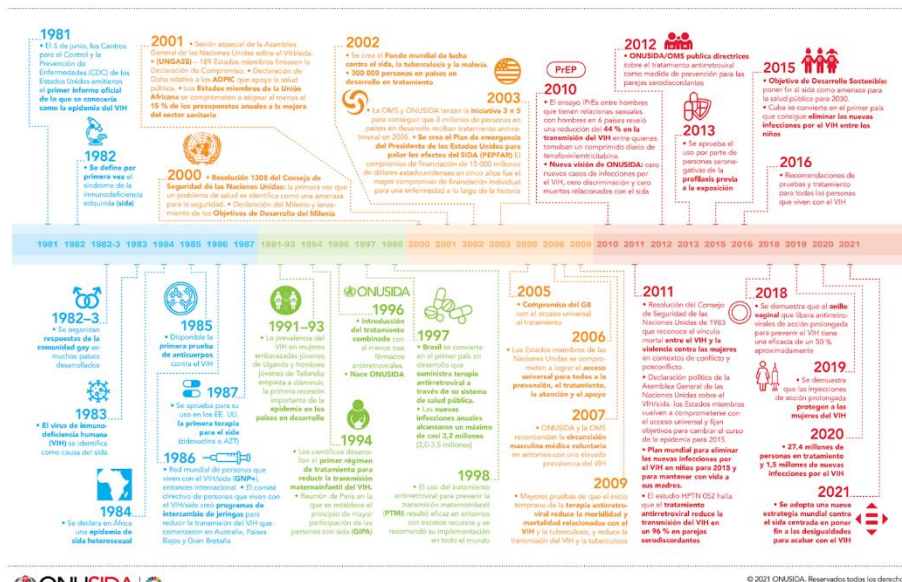 1981
• El 5 de junio, los Centros
para el Control y la
Prevención de
Enfermedades (CDC) de los
Estados Unidos emitieron
el primer informe oficial
de lo que se conocería
como la epidemia del VIH
1982
• Se define por
primera vez el
síndrome de la
inmunodeficiencia
adquirida (sida)
2001 • Sesión especial de la Asamblea
General de las Naciones Unidas sobre el VIH/sida.
• (UNGASS) – 189 Estados miembros firmaron la
Declaración de Compromiso. • Declaración de
Doha relativa a los ADPIC que apoya la salud
pública. • Los Estados miembros de la Unión
Africana se comprometen a asignar al menos el
15 % de los presupuestos anuales a la mejora
del sector sanitario
2000 • Resolución 1308 del Consejo de
Seguridad de las Naciones Unidas: la primera vez que
un problema de salud se identifica como una amenaza
para la seguridad. • Declaración del Milenio y lanza-
miento de los Objetivos de Desarrollo del Milenio
2002
• Se crea el Fondo mundial de lucha
contra el sida, la tuberculosis y la malaria.
• 300 000 personas en países en
desarrollo en tratamiento
2003
• La OMS y ONUSIDA lanzan la iniciativa 3 × 5
para conseguir que 3 millones de personas en
países en desarrollo reciban tratamiento antirre-
troviral en 2005. • Se crea el Plan de emergencia
del Presidente de los Estados Unidos para
paliar los efectos del SIDA (PEPFAR) El
compromiso de financiación de 15 000 millones
de dólares estadounidenses en cinco años fue el
mayor compromiso de financiación individual
para una enfermedad a lo largo de la historia
PrEP
2010
• El ensayo iPrEx entre hombres
que tienen relaciones sexuales
con hombres en 6 países reveló
una reducción del 44 % en la
transmisión del VIH entre quienes
tomaban un comprimido diario de
tenofovir/emtricitabina.
• Nueva visión de ONUSIDA: cero
nuevos casos de infecciones por
el VIH, cero discriminación y cero
muertes relacionadas con el sida
2012
• ONUSIDA/OMS publica directrices
sobre el tratamiento antirretroviral
como medida de prevención para las
parejas serodiscordantes
2013
• Se aprueba el
uso por parte de
personas serone-
gativas de la
profilaxis previa
a la exposición
2015
• Objetivo de Desarrollo Sostenible:
poner fin al sida como amenaza para
la salud pública para 2030.
• Cuba se convierte en el primer país
que consigue eliminar las nuevas
infecciones por el VIH entre los
niños
2016
• Recomendaciones de
pruebas y tratamiento
para todas las personas
que viven con el VIH
1981 1982 1982-3 1983 1984 1985 1986 1987 1991-93 1994 1996 1997 1998 2000 2001 2002 2003 2005 2006 2009 2010 2011 2012 2013 2015 2016 2018 2019 2020 2021
1982–3
• Se organizan
respuestas de la
comunidad gay en
muchos países
desarrollados
1983
• El virus de inmuno-
deficiencia humana
(VIH) se identifica
como causa del sida
1984
• Se declara en África
una epidemia de
sida heterosexual
1985
• Disponible la
primera prueba de
anticuerpos
contra el VIH
1987
• Se aprueba para su
uso en los EE. UU.
la primera terapia
para el sida
(zidovudina o AZT)
1986
• Red mundial de personas que
viven con el VIH/sida (GNP+),
entonces internacional. • El comité
directivo de personas que viven con
el VIH/sida creó programas de
intercambio de jeringas para
reducir la transmisión del VIH que
comenzaron en Australia, Países
Bajos y Gran Bretaña
1991–93
• La prevalencia del
VIH en mujeres
embarazadas jóvenes
de Uganda y hombres
jóvenes de Tailandia
empieza a disminuir,
la primera recesión
importante de la
epidemia en los
países en desarrollo
1994
• Los científicos desarro-
llan el primer régimen
de tratamiento para
reducir la transmisión
maternoinfantil del VIH.
• Reunión de París en la
que se establece el
principio de mayor
participación de las
personas con sida (GIPA)
ONUSIDA
1996
• Introducción del
tratamiento
combinado con al
menos tres
fármacos
antirretrovirales.
• Nace ONUSIDA
1997
• Brasil se convierte
en el primer país en
desarrollo que
suministra terapia
antirretroviral a
través de su sistema
de salud pública.
• Las nuevas
infecciones anuales
alcanzaron un máximo
de casi 3,2 millones
(3,0-3,5 millones)
1998
• El uso del tratamiento
antirretroviral para prevenir la
transmisión maternoinfantil
(PTMI) resultó eficaz en entornos
con escasos recursos y se
recomendó su implementación
en todo el mundo
2005
• Compromiso del G8
con el acceso universal
al tratamiento
2006
• Los Estados miembros de las
Naciones Unidas se compro-
meten a lograr el acceso
universal para todos a la
prevención, el tratamiento,
la atención y el apoyo
2007
• ONUSIDA y la OMS
recomiendan la circuncisión
masculina médica voluntaria
en entornos con una elevada
prevalencia del VIH
2009
• Mayores pruebas de que el inicio
temprano de la terapia antirretro-
viral reduce la morbilidad y
mortalidad relacionadas con el
VIH y la tuberculosis, y reduce la
transmisión del VIH y la tuberculosis
2011
• Resolución del Consejo
de Seguridad de las
Naciones Unidas de 1983
que reconoce el vínculo
mortal entre el VIH y
la violencia contra las mujeres
en contextos de conflicto y
posconflicto.
• Declaración política de la
Asamblea General de las
Naciones Unidas sobre el
VIH/sida: los Estados miembros
vuelven a comprometerse con
el acceso universal y fijan
objetivos para cambiar el curso
de la epidemia para 2015.
• Plan mundial para eliminar
las nuevas infecciones por
el VIH en niños para 2015 y
para mantener con vida a
sus madres.
• El estudio HPTN 052 halla que
el tratamiento
antirretroviral reduce la
transmisión del VIH en
un 96 % en parejas
serodiscordantes
2018
• Se demuestra que el anillo
vaginal que libera antirretro-
virales de acción prolongada
para prevenir el VIH tiene
una eficacia de un 50 %
aproximadamente
2019
• Se demuestra
que las inyecciones
de acción prolongada
protegen a las
mujeres del VIH
2020
• 27,4 millones de
personas en tratamiento
y 1,5 millones de nuevas
infecciones por el VIH
2021
• Se adopta una nueva
estrategia mundial contra
el sida centrada en poner
fin a las desigualdades
para acabar con el VIH
ONUSIDA
© 2021 ONUSIDA. Reservados todos los derechos